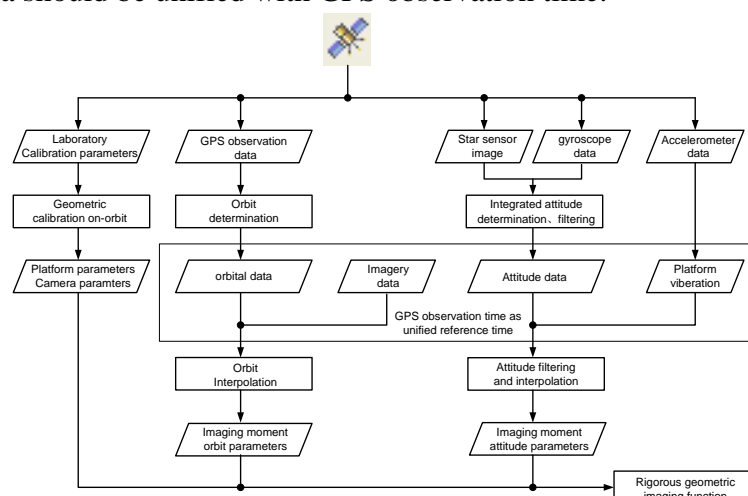 a should be unified with GPS observation time.
Laboratory
Calibration parameters
GPS observation
data
Star sensor
image
gyroscope
data
Accelerometer
data
Geometric
calibration on-orbit
Orbit
determination
Integrated attitude
determination、filtering
Platform parameters
Camera paramters
orbital data
Imagery
data
Attitude data
Platform
viberation
GPS observation time as
unified reference time
Orbit
Interpolation
Attitude filtering
and interpolation
Imaging moment
orbit parameters
Imaging moment
attitude parameters
Rigorous geometric
imaging function